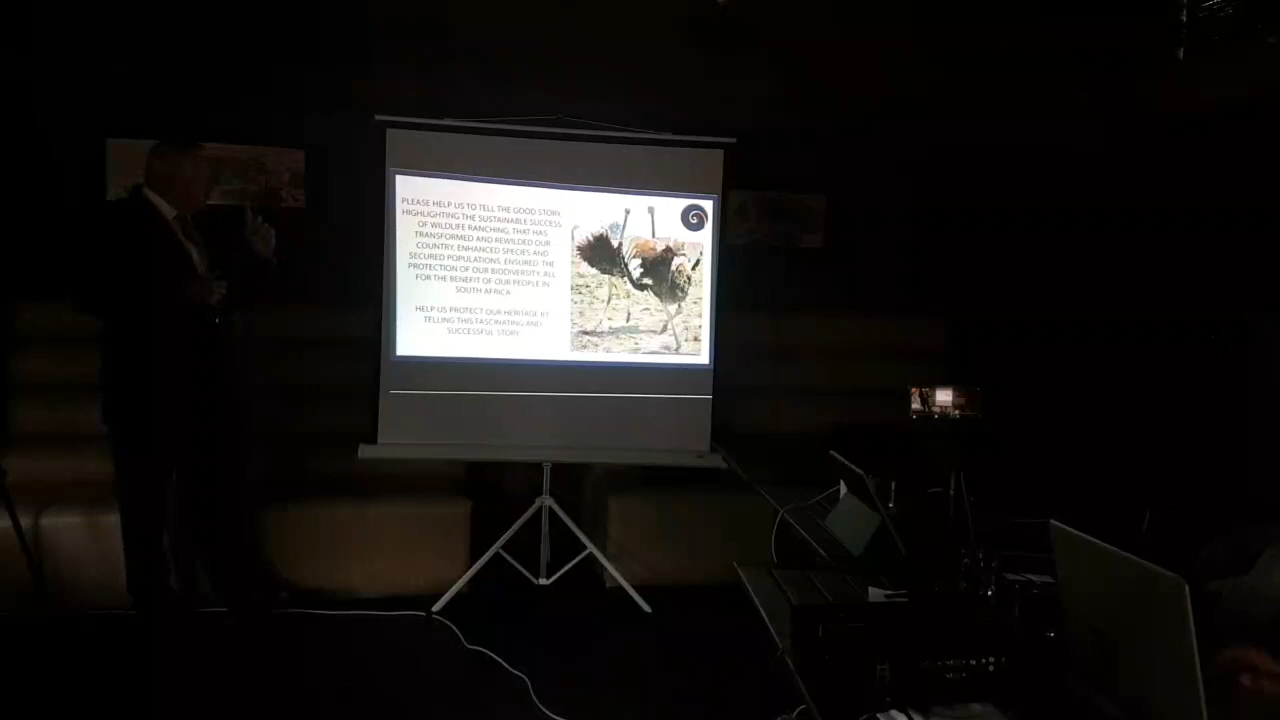 PLEASE HELP US TO TELL THE GOOD STORY,
HIGHLIGHTING THE SUSTAINABLE SUCCESS
OF WILDLIFE RANCHING, THAT HAS
TRANSFORMED AND REWILDED OUR
COUNTRY, ENHANCED SPECIES AND
SECURED POPULATIONS, ENSURED THE
PROTECTION OF OUR BIODIVERSITY, ALL
FOR THE BENEFIT OF OUR PEOPLE IN
SOUTH AFRICA
HELP US PROTECT OUR HERITAGE BY
TELLING THIS FASCINATING AND
SUCCESSFUL STORY.